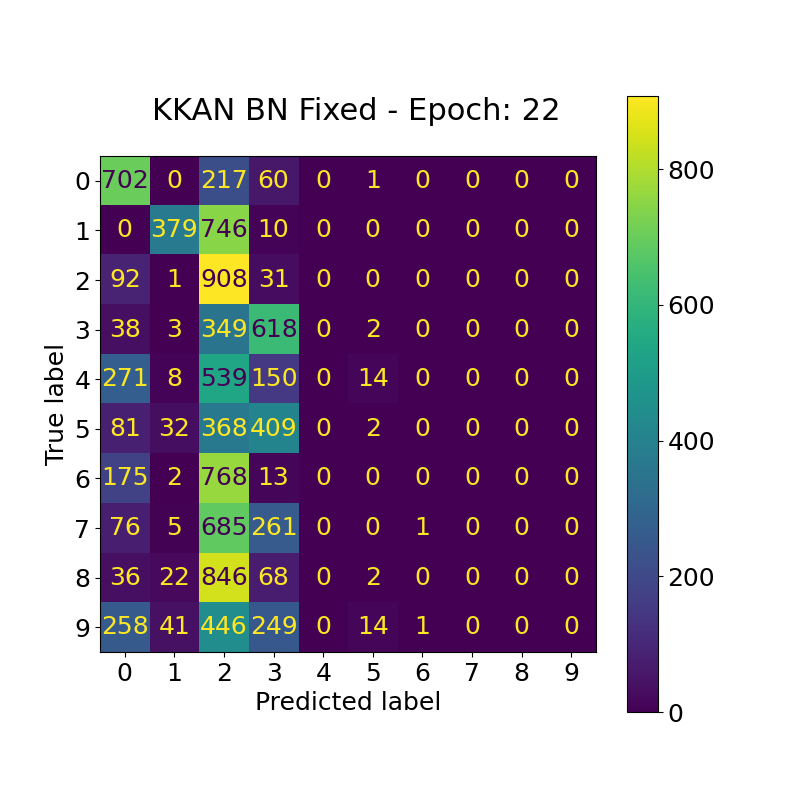 KKAN BN Fixed - Epoch: 22
0 702 0 217 60 0 1 0 0 0 0
1 0 379 746 10 0 0 0 0 0 0
2 92 1 908 31 0 0 0 0 0 0
3 38 3 349 618 0 2 0 0 0 0
4 271 8 539 150 0 14 0 0 0 0
5 81 32 368 409 0 2 0 0 0 0
6 175 2 768 13 0 0 0 0 0 0
7 76 5 685 261 0 0 1 0 0 0
8 36 22 846 68 0 2 0 0 0 0
9 258 41 446 249 0 14 1 0 0 0
0 1 2 3 4 5 6 7 8 9
Predicted label
True label
800
600
400
200
0